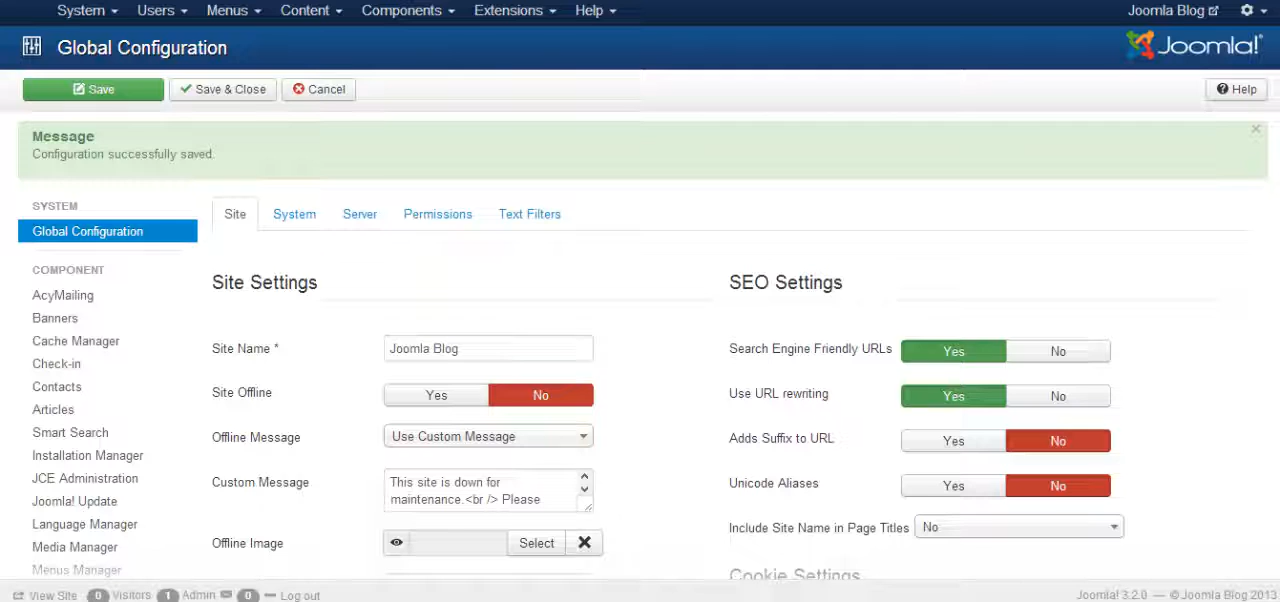 System Users Menus Content Components Extensions Help Joomla Blog
Global Configuration Joomla!®
Save Save & Close Cancel Help
Message
Configuration successfully saved.
SYSTEM
Global Configuration
COMPONENT
AcyMailing
Banners
Cache Manager
Check-in
Contacts
Articles
Smart Search
Installation Manager
JCE Administration
Joomla! Update
Language Manager
Media Manager
Menus Manager
Site System Server Permissions Text Filters
Site Settings
Site Name * Joomla Blog
Site Offline Yes No
Offline Message Use Custom Message
Custom Message This site is down for
maintenance.<br /> Please
Offline Image Select
SEO Settings
Search Engine Friendly URLs Yes No
Use URL rewriting Yes No
Adds Suffix to URL Yes No
Unicode Aliases Yes No
Include Site Name in Page Titles No
Cookie Settings
View Site 0 Visitors 1 Admin 0 Log out Joomla! 3.2.0 — © Joomla Blog 2013